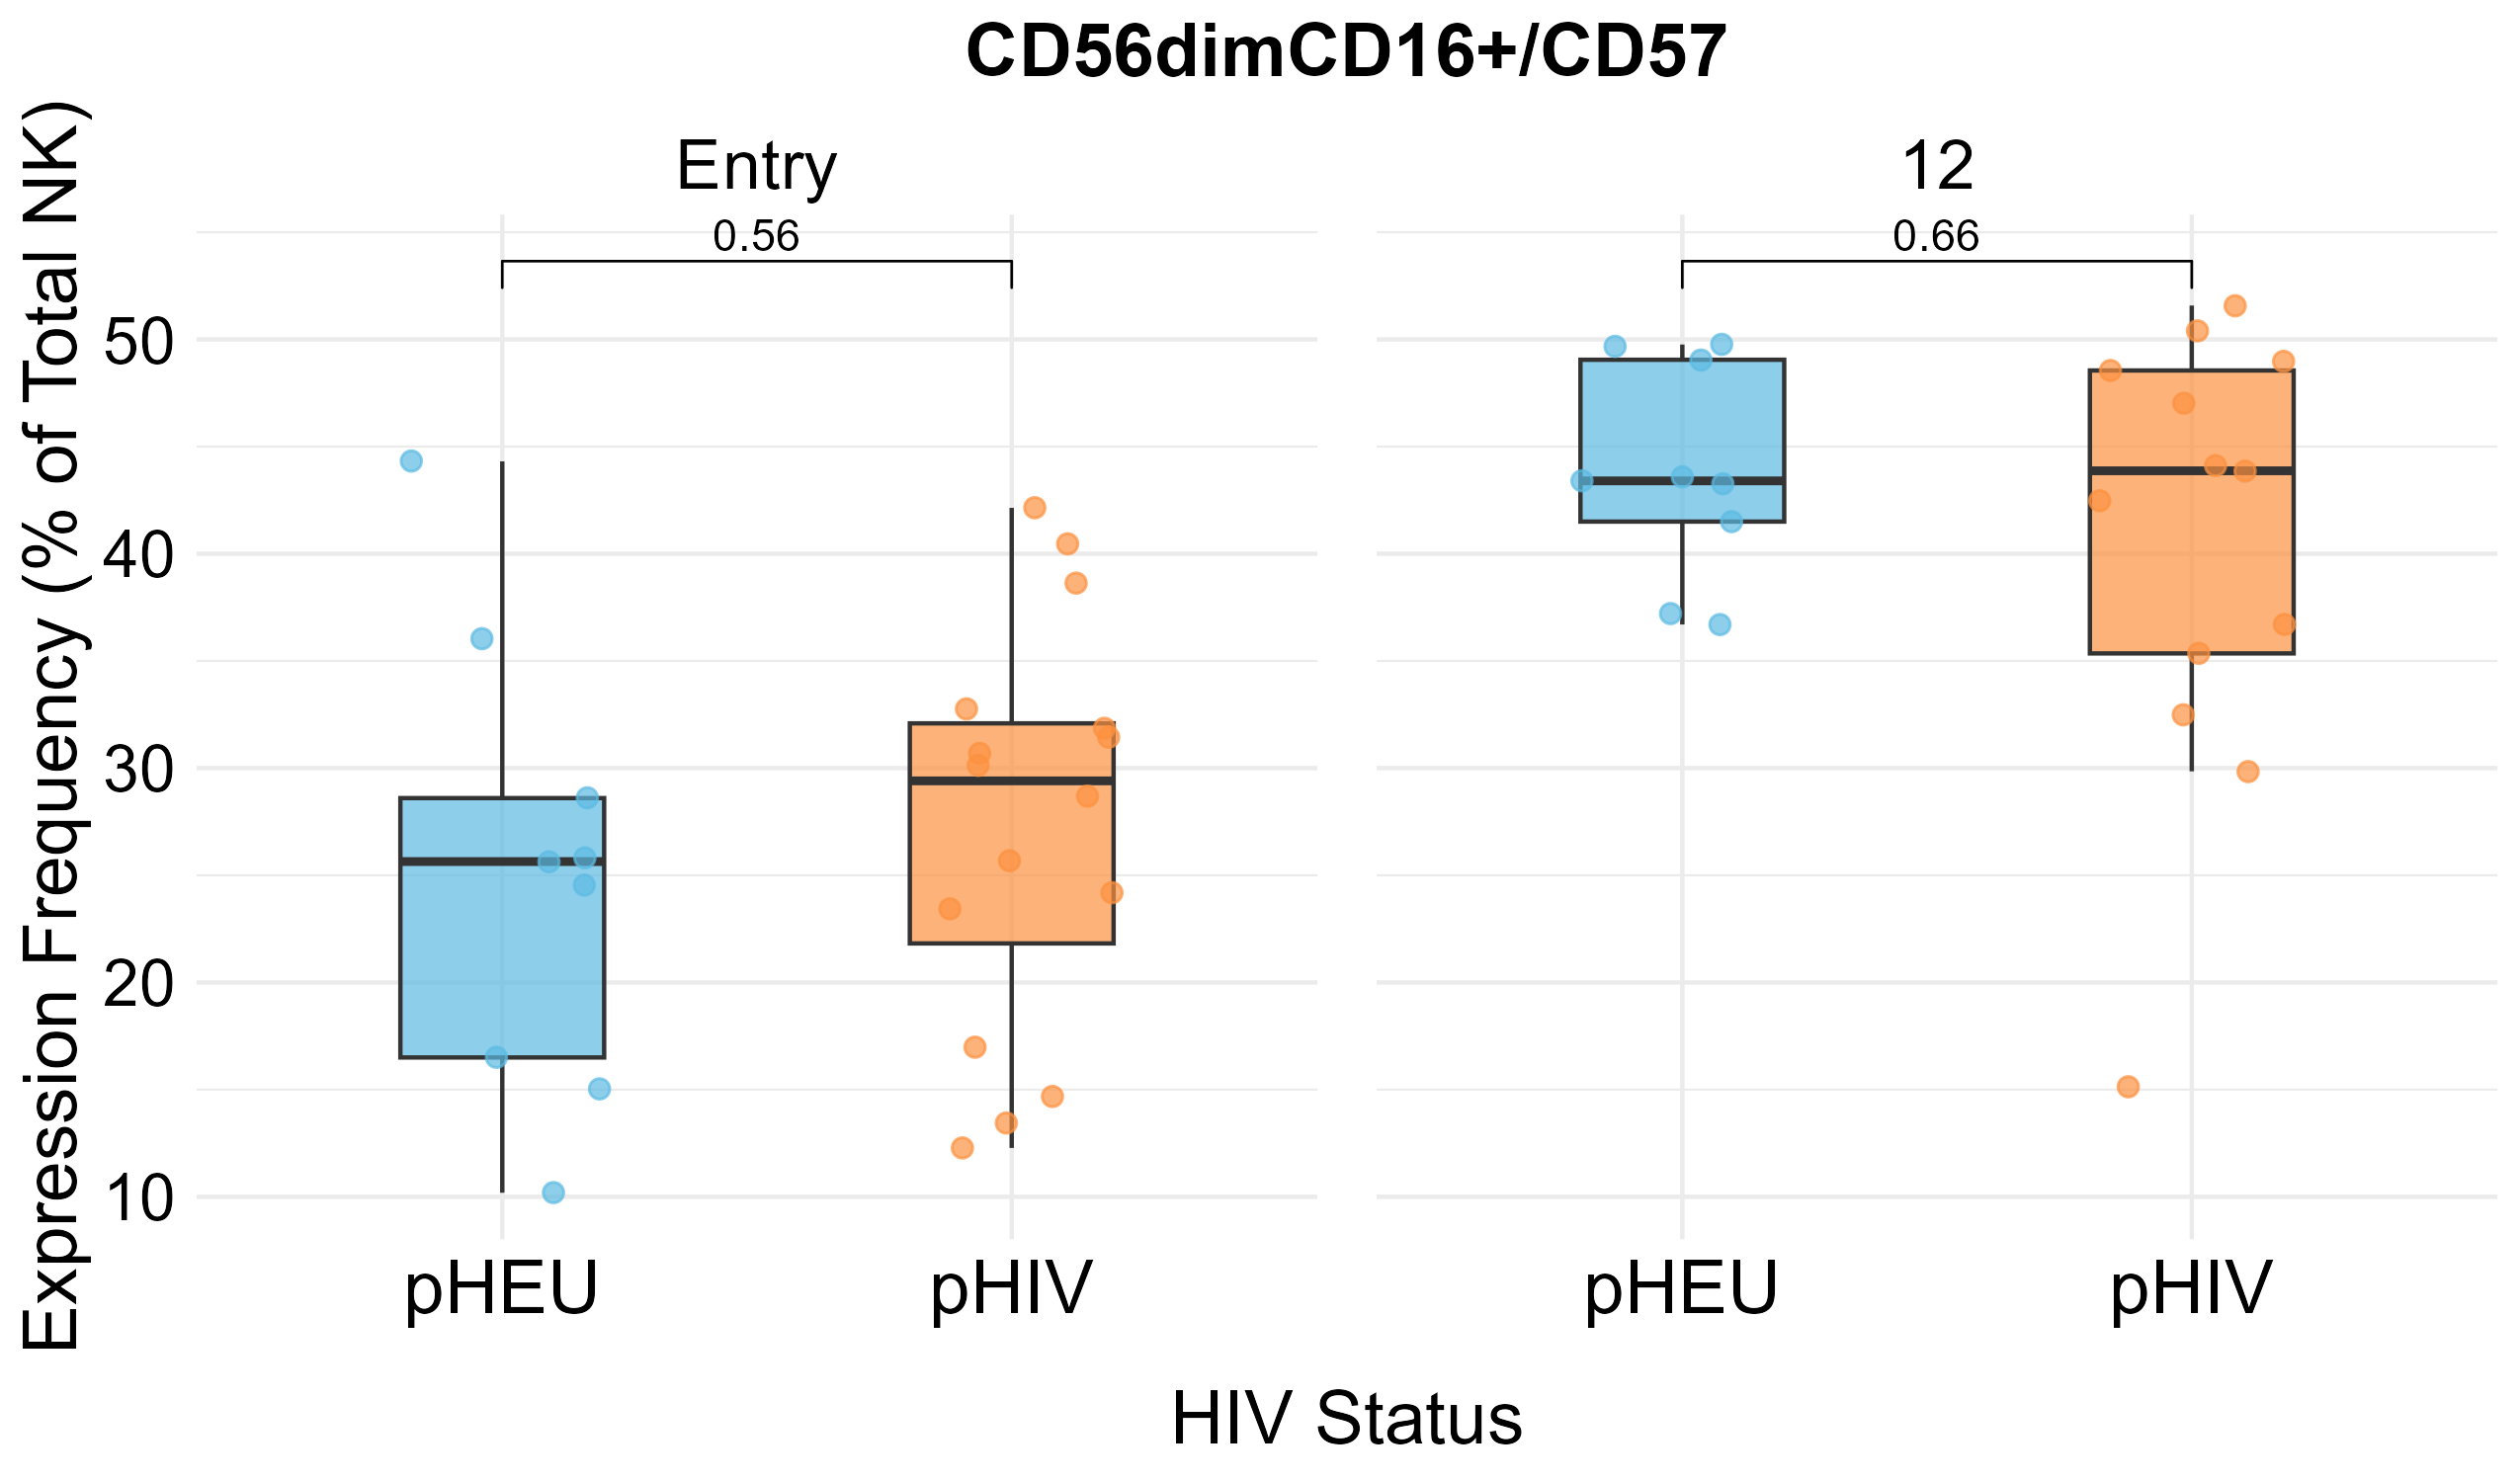 CD56dimCD16+/CD57
Entry
12
0.56
0.66
Expression Frequency (% of Total NK)
50
40
30
20
10
pHEU
pHIV
pHEU
pHIV
HIV Status